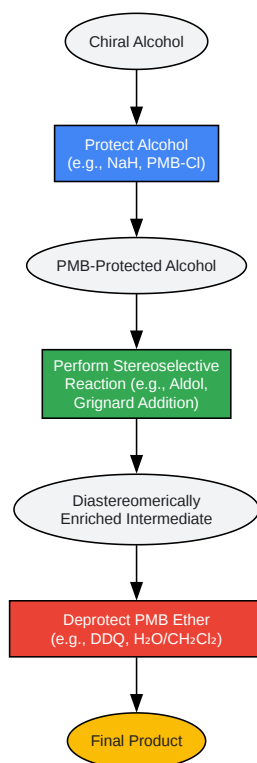 Chiral Alcohol
Protect Alcohol
(e.g., NaH, PMB-Cl)
PMB-Protected Alcohol
Perform Stereoselective
Reaction (e.g., Aldol,
Grignard Addition)
Diastereomerically
Enriched Intermediate
Deprotect PMB Ether
(e.g., DDQ, H₂O/CH₂Cl₂)
Final Product